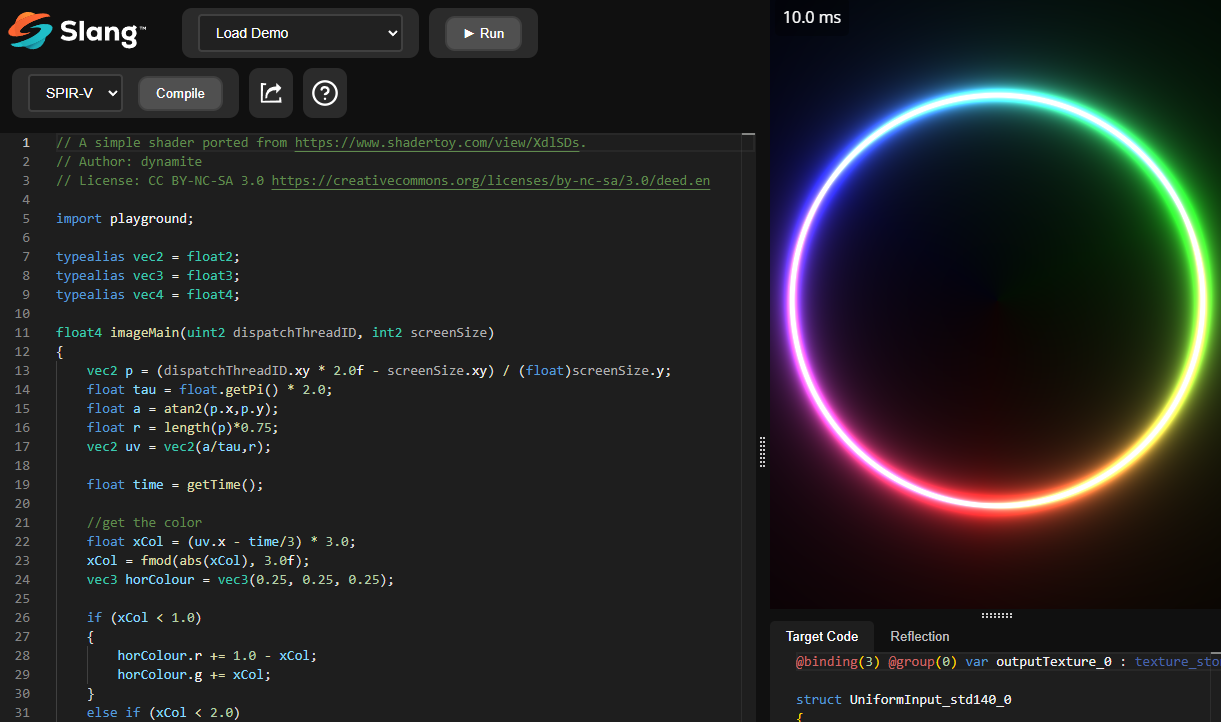 Slang™
Load Demo
Run
SPIR-V
Compile
1 // A simple shader ported from https://www.shadertoy.com/view/XdlSDs.
2 // Author: dynamite
3 // License: CC BY-NC-SA 3.0 https://creativecommons.org/licenses/by-nc-sa/3.0/deed.en
4
5 import playground;
6
7 typealias vec2 = float2;
8 typealias vec3 = float3;
9 typealias vec4 = float4;
10
11 float4 imageMain(uint2 dispatchThreadID, int2 screenSize)
12 {
13 vec2 p = (dispatchThreadID.xy * 2.0f - screenSize.xy) / (float)screenSize.y;
14 float tau = float.getPi() * 2.0;
15 float a = atan2(p.x,p.y);
16 float r = length(p)*0.75;
17 vec2 uv = vec2(a/tau,r);
18
19 float time = getTime();
20
21 //get the color
22 float xCol = (uv.x - time/3) * 3.0;
23 xCol = fmod(abs(xCol), 3.0f);
24 vec3 horColour = vec3(0.25, 0.25, 0.25);
25
26 if (xCol < 1.0)
27 {
28 horColour.r += 1.0 - xCol;
29 horColour.g += xCol;
30 }
31 else if (xCol < 2.0)
10.0 ms
Target Code
Reflection
@binding(3) @group(0) var outputTexture_0 : texture_sto
struct UniformInput_std140_0
{